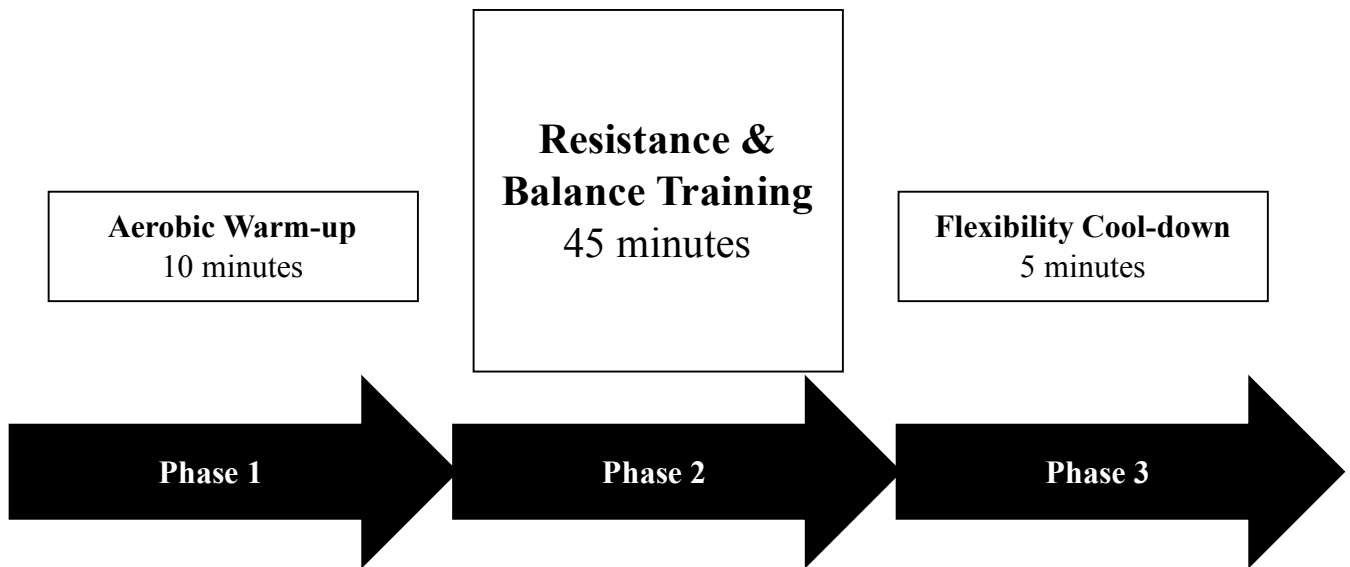 Resistance &
Balance Training
45 minutes
Aerobic Warm-up
10 minutes
Flexibility Cool-down
5 minutes
Phase 1
Phase 2
Phase 3